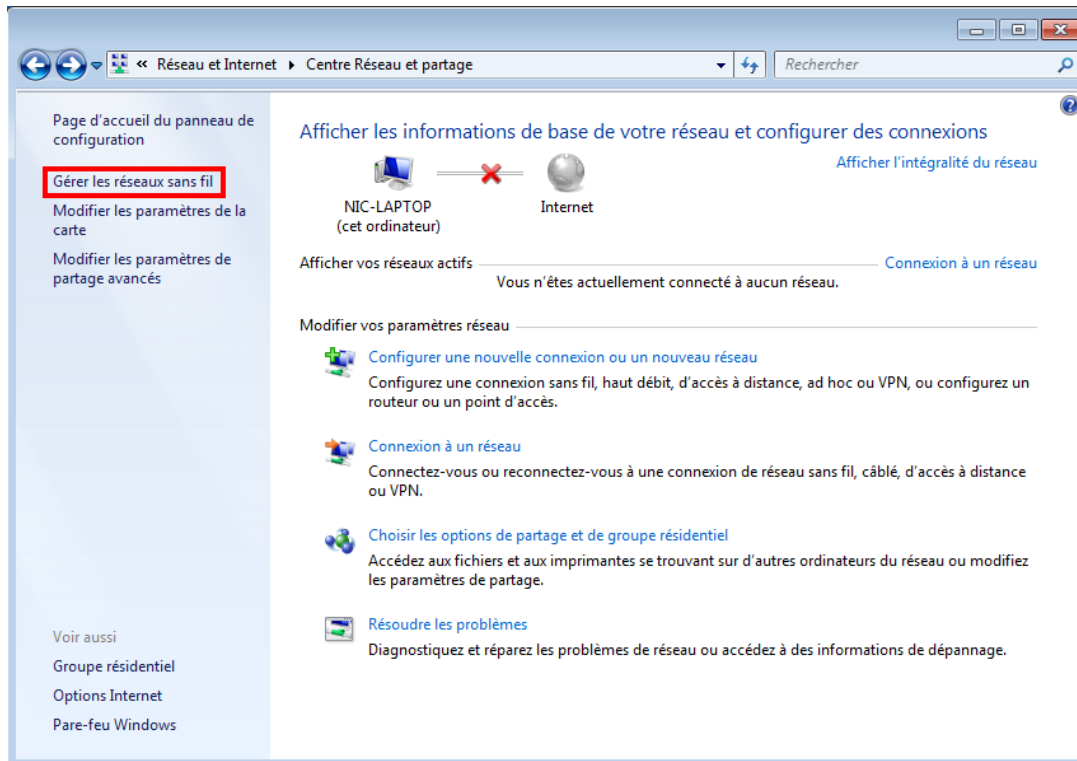 « Réseau et Internet ▸ Centre Réseau et partage
Rechercher
Page d'accueil du panneau de
configuration
Gérer les réseaux sans fil
Modifier les paramètres de la
carte
Modifier les paramètres de
partage avancés
Voir aussi
Groupe résidentiel
Options Internet
Pare-feu Windows
Afficher les informations de base de votre réseau et configurer des connexions
Afficher l'intégralité du réseau
NIC-LAPTOP
(cet ordinateur)
Internet
Afficher vos réseaux actifs
Connexion à un réseau
Vous n'êtes actuellement connecté à aucun réseau.
Modifier vos paramètres réseau
Configurer une nouvelle connexion ou un nouveau réseau
Configurez une connexion sans fil, haut débit, d'accès à distance, ad hoc ou VPN, ou configurez un
routeur ou un point d'accès.
Connexion à un réseau
Connectez-vous ou reconnectez-vous à une connexion de réseau sans fil, câblé, d'accès à distance
ou VPN.
Choisir les options de partage et de groupe résidentiel
Accédez aux fichiers et aux imprimantes se trouvant sur d'autres ordinateurs du réseau ou modifiez
les paramètres de partage.
Résoudre les problèmes
Diagnostiquez et réparez les problèmes de réseau ou accédez à des informations de dépannage.